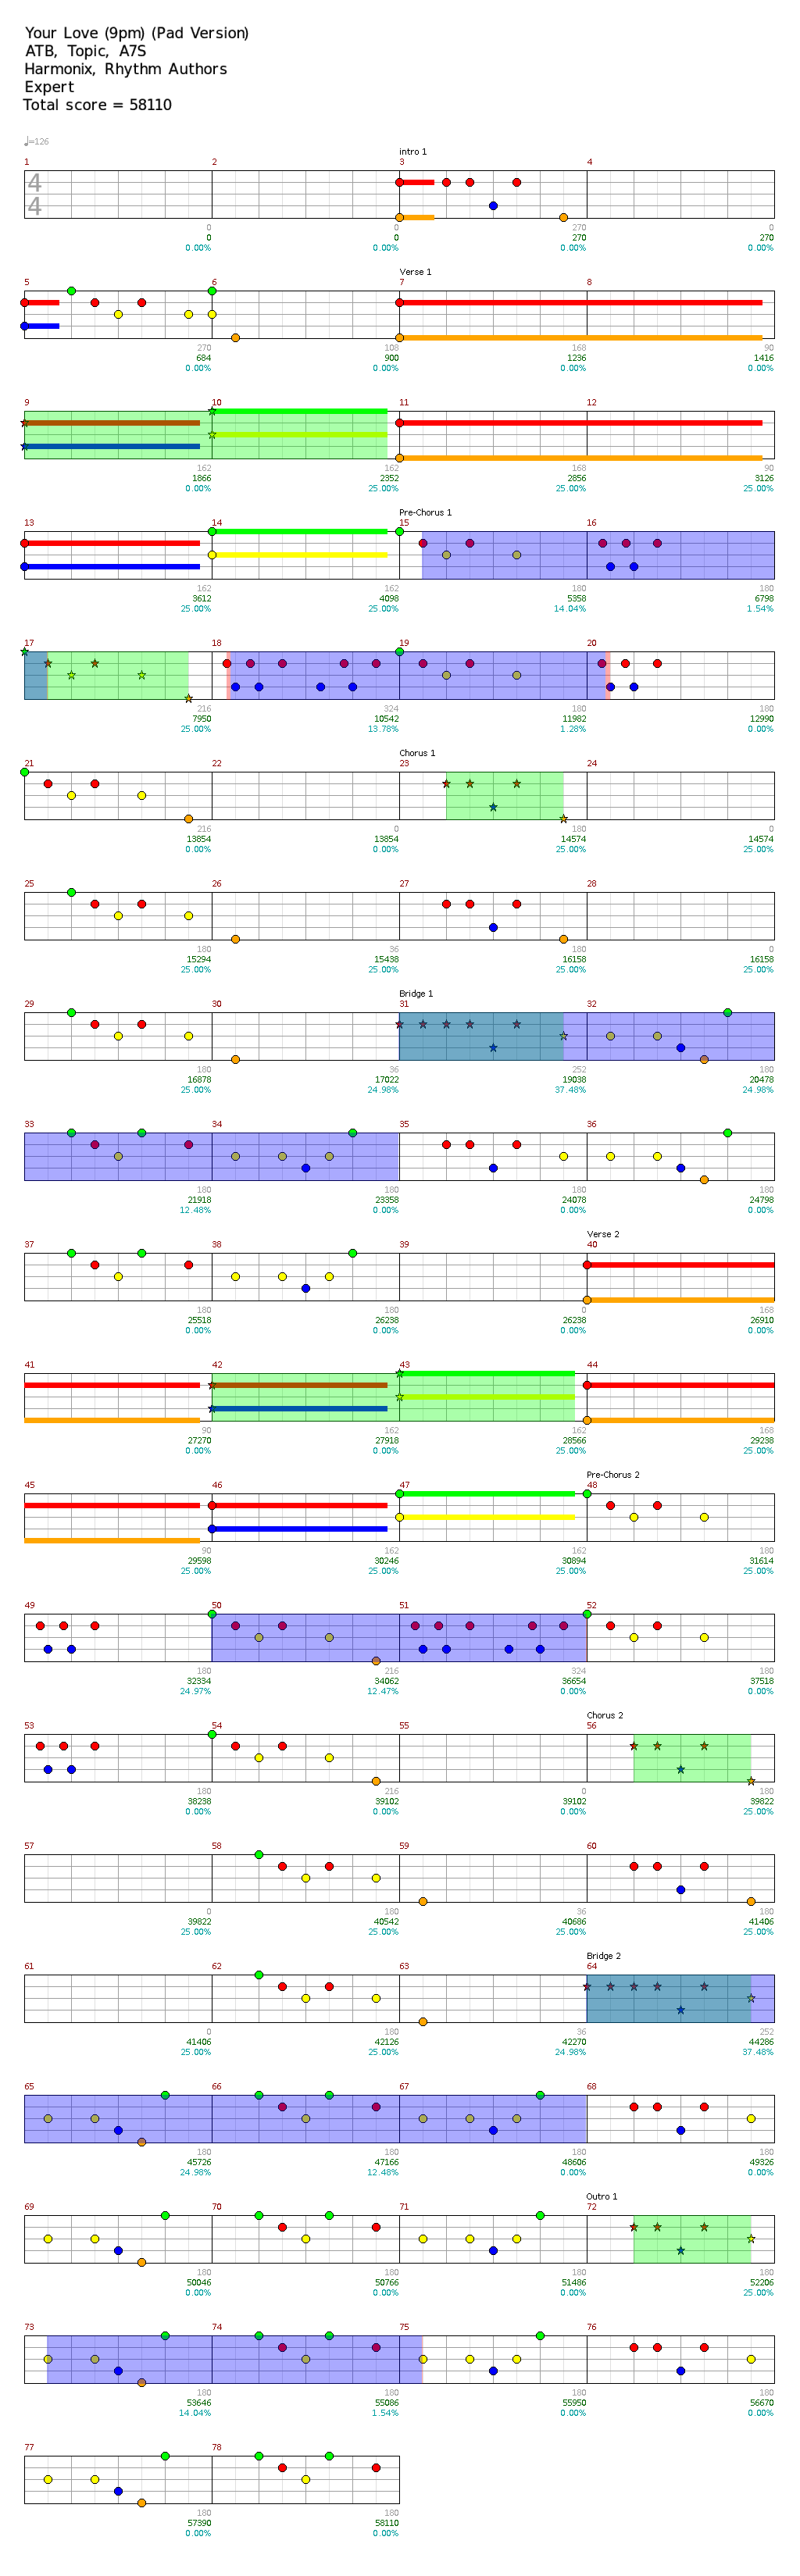 Your Love (9pm) (Pad Version)
ATB, Topic, A7S
Harmonix, Rhythm Authors
Expert
Total score = 58110
♩=126
intro 1
1 2 3 4
4
4
0 0 270 0
0 0 270 270
0.00% 0.00% 0.00% 0.00%
Verse 1
5 6 7 8
270 108 168 90
684 900 1236 1416
0.00% 0.00% 0.00% 0.00%
9 10 11 12
162 162 168 90
1866 2352 2856 3126
0.00% 25.00% 25.00% 25.00%
Pre-Chorus 1
13 14 15 16
162 162 180 180
3612 4098 5358 6798
25.00% 25.00% 14.04% 1.54%
17 18 19 20
216 324 180 180
7950 10542 11982 12990
25.00% 13.78% 1.28% 0.00%
Chorus 1
21 22 23 24
216 0 180 0
13854 13854 14574 14574
0.00% 0.00% 25.00% 25.00%
25 26 27 28
180 36 180 0
15294 15438 16158 16158
25.00% 25.00% 25.00% 25.00%
Bridge 1
29 30 31 32
180 36 252 180
16878 17022 19038 20478
25.00% 24.98% 37.48% 24.98%
33 34 35 36
180 180 180 180
21918 23358 24078 24798
12.48% 0.00% 0.00% 0.00%
Verse 2
37 38 39 40
180 180 0 168
25518 26238 26238 26910
0.00% 0.00% 0.00% 0.00%
41 42 43 44
90 162 162 168
27270 27918 28566 29238
0.00% 0.00% 25.00% 25.00%
Pre-Chorus 2
45 46 47 48
90 162 162 180
29598 30246 30894 31614
25.00% 25.00% 25.00% 25.00%
49 50 51 52
180 216 324 180
32334 34062 36654 37518
24.97% 12.47% 0.00% 0.00%
Chorus 2
53 54 55 56
180 216 0 180
38238 39102 39102 39822
0.00% 0.00% 0.00% 25.00%
57 58 59 60
0 180 36 180
39822 40542 40686 41406
25.00% 25.00% 25.00% 25.00%
Bridge 2
61 62 63 64
0 180 36 252
41406 42126 42270 44286
25.00% 25.00% 24.98% 37.48%
65 66 67 68
180 180 180 180
45726 47166 48606 49326
24.98% 12.48% 0.00% 0.00%
Outro 1
69 70 71 72
180 180 180 180
50046 50766 51486 52206
0.00% 0.00% 0.00% 25.00%
73 74 75 76
180 180 180 180
53646 55086 55950 56670
14.04% 1.54% 0.00% 0.00%
77 78
180 180
57390 58110
0.00% 0.00%